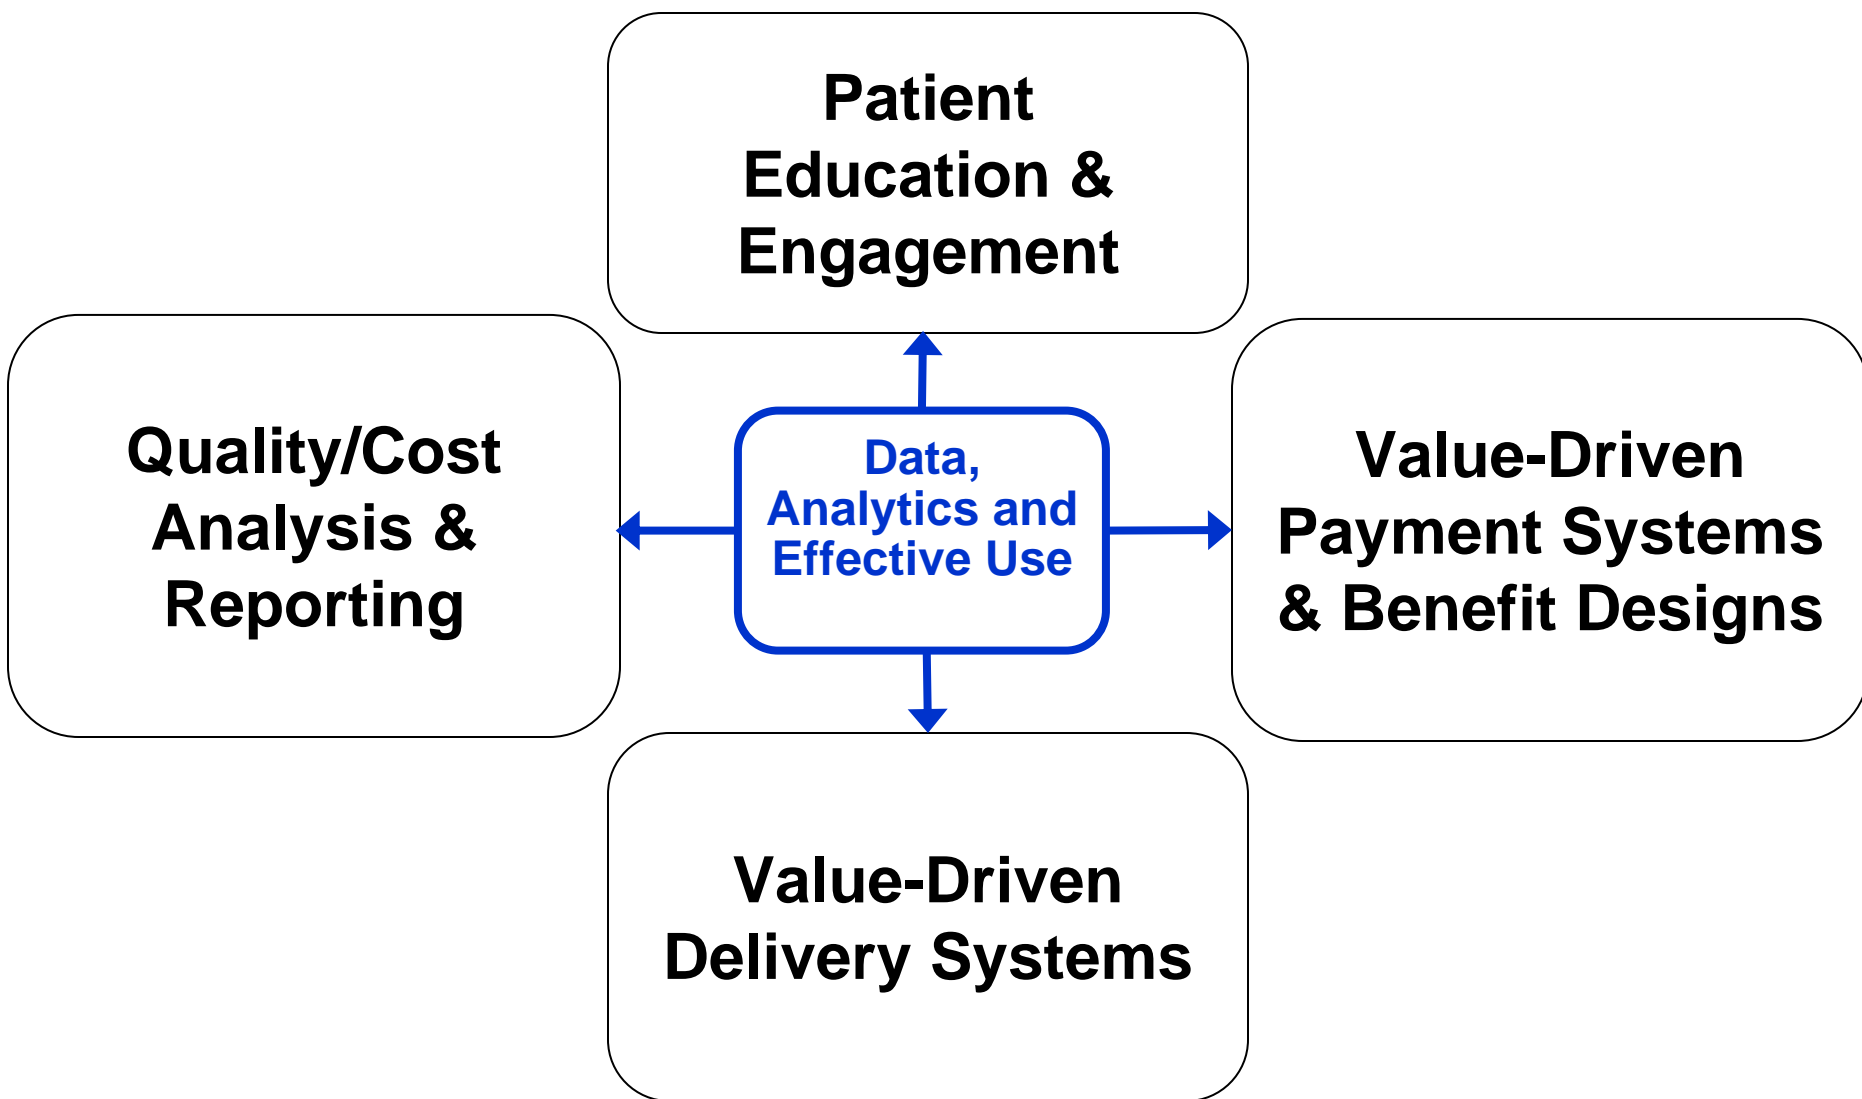 Patient
Education &
Engagement
Quality/Cost
Analysis &
Reporting
Data,
Analytics and
Effective Use
Value-Driven
Payment Systems
& Benefit Designs
Value-Driven
Delivery Systems